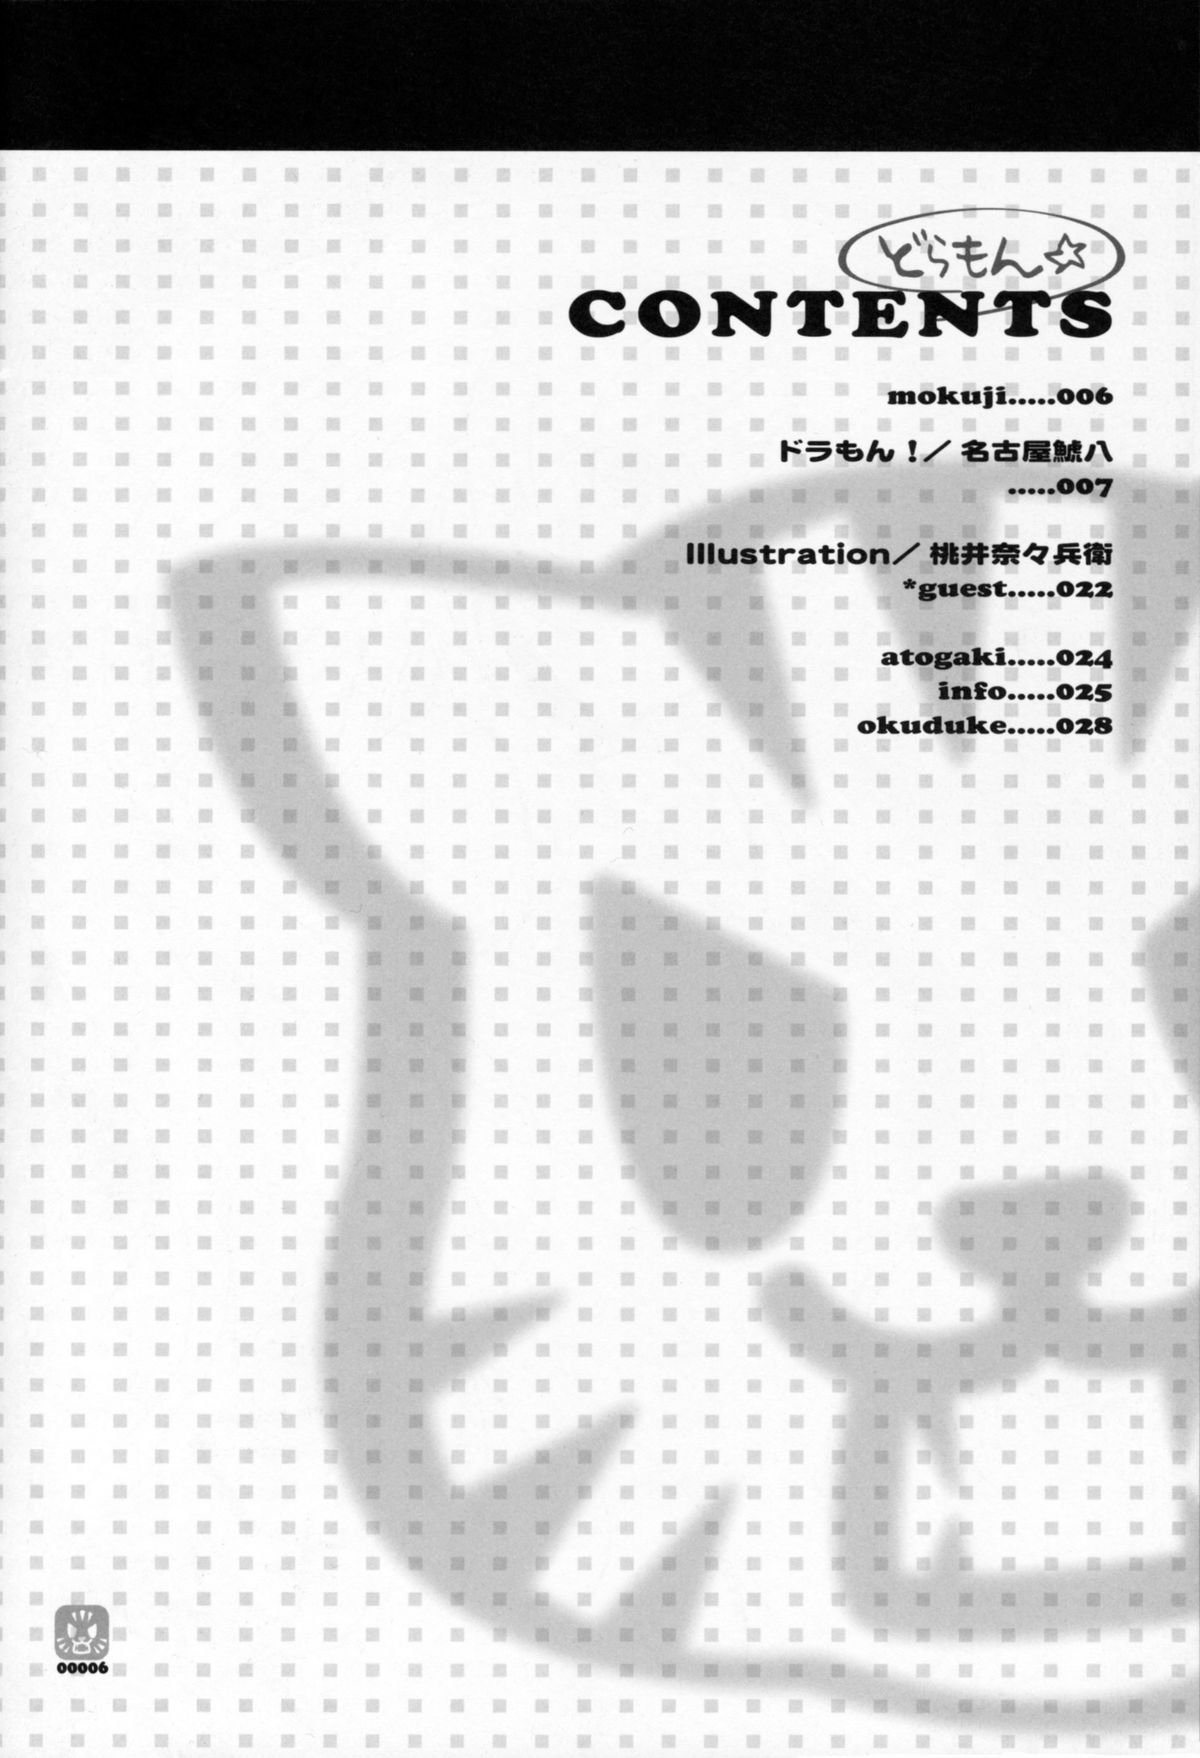 どらもん☆
CONTENTS
mokuji.....006
ドラもん！／ 名古屋鯱八
.....007
Illustration／ 桃井奈々兵衛
*guest.....022
atogaki.....024
info.....025
okuduke.....028
00006